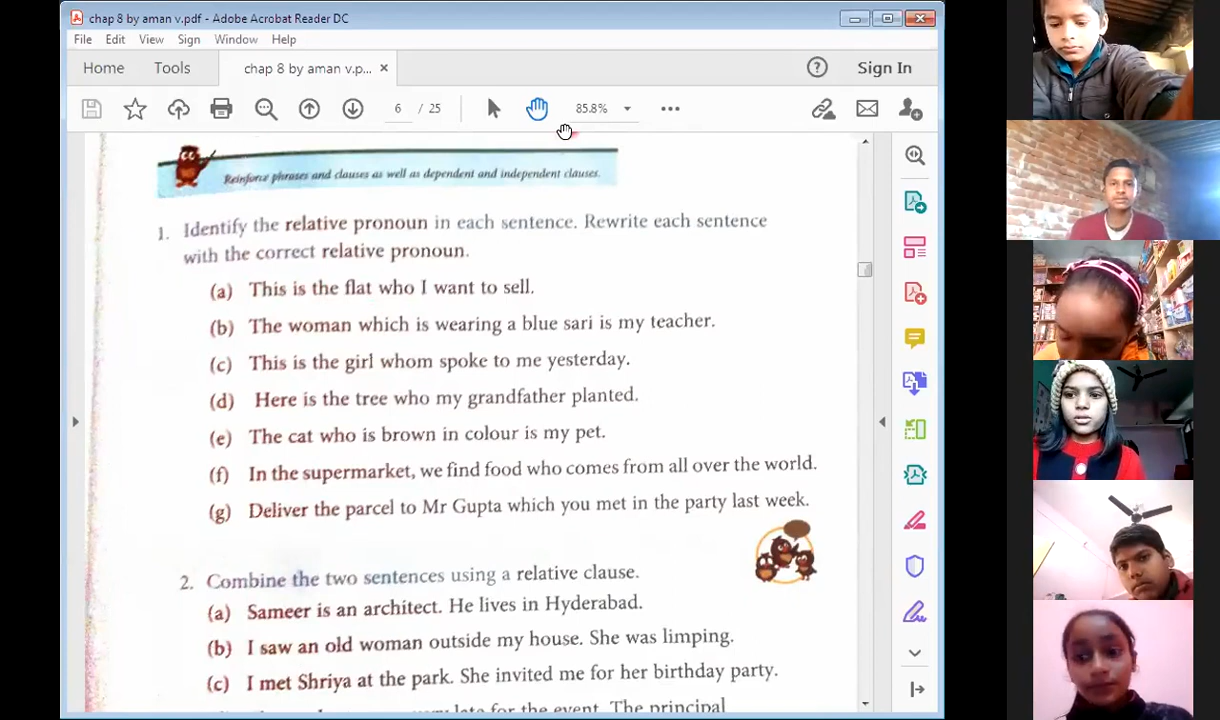 chap 8 by aman v.pdf - Adobe Acrobat Reader DC
File Edit View Sign Window Help
Home Tools chap 8 by aman v.p... × Sign In
6 / 25 85.8%
Reinforce phrases and clauses as well as dependent and independent clauses.
1. Identify the relative pronoun in each sentence. Rewrite each sentence
with the correct relative pronoun.
(a) This is the flat who I want to sell.
(b) The woman which is wearing a blue sari is my teacher.
(c) This is the girl whom spoke to me yesterday.
(d) Here is the tree who my grandfather planted.
(e) The cat who is brown in colour is my pet.
(f) In the supermarket, we find food who comes from all over the world.
(g) Deliver the parcel to Mr Gupta which you met in the party last week.
2. Combine the two sentences using a relative clause.
(a) Sameer is an architect. He lives in Hyderabad.
(b) I saw an old woman outside my house. She was limping.
(c) I met Shriya at the park. She invited me for her birthday party.
late for the event. The principal